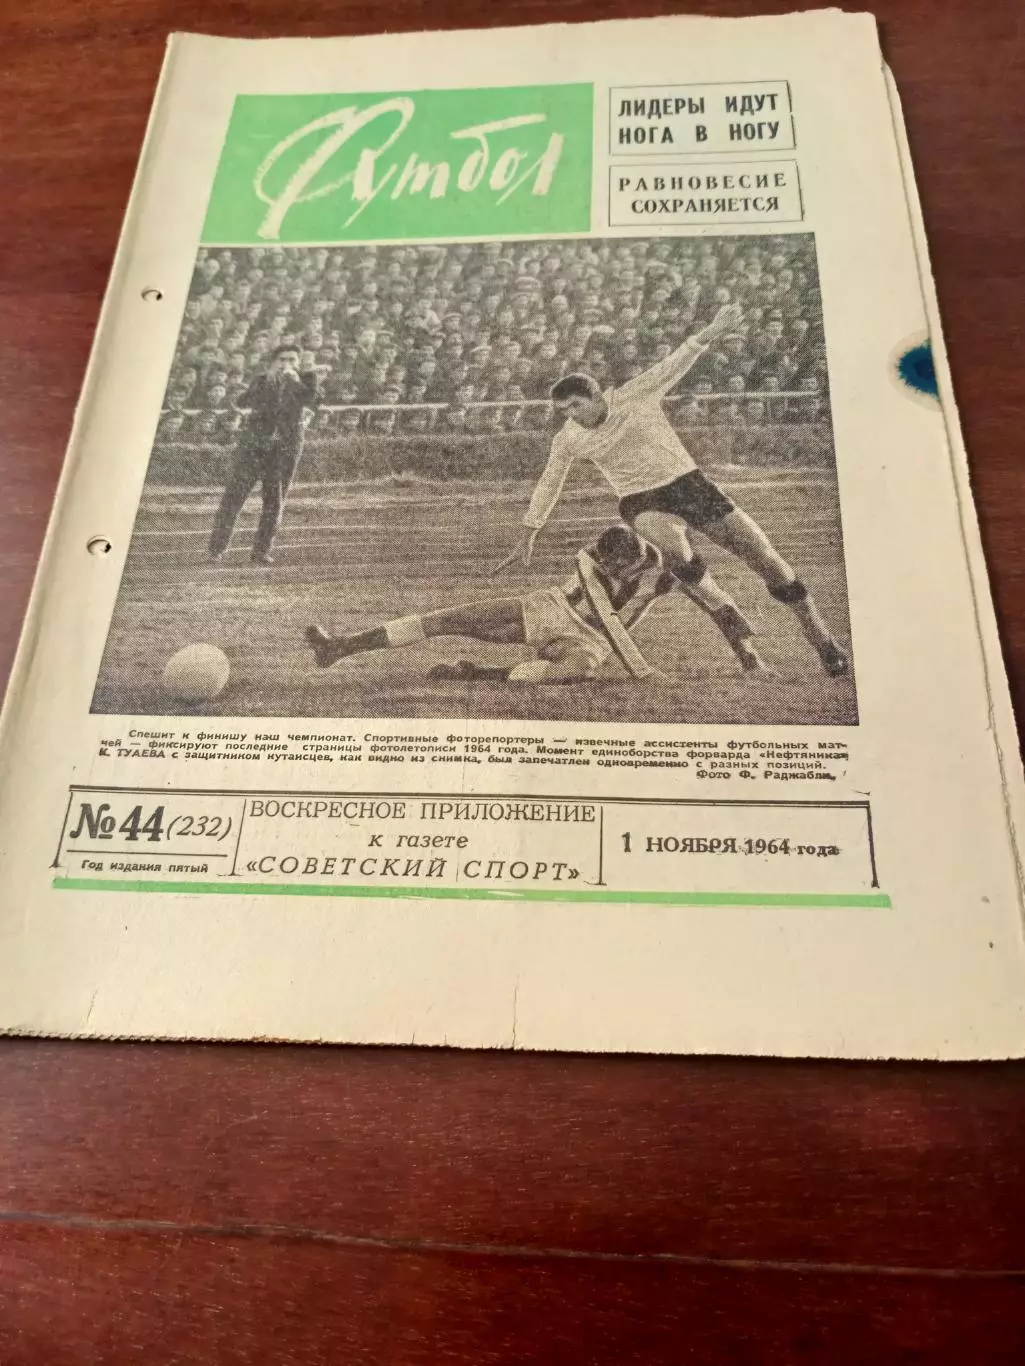 Футбол
ЛИДЕРЫ ИДУТ
НОГА В НОГУ
РАВНОВЕСИЕ
СОХРАНЯЕТСЯ
Спешит к финишу наш чемпионат. Спортивные фоторепортеры — извечные ассистенты футбольных мат-
чей — фиксируют последние страницы фотолетописи 1964 года. Момент единоборства форварда «Нефтяника»
К. ТУАЕВА с защитником кутаисцев, как видно из снимка, был запечатлен одновременно с разных позиций.
Фото Ф. Раджабли.
№ 44 (232)
Год издания пятый
ВОСКРЕСНОЕ ПРИЛОЖЕНИЕ
к газете
«СОВЕТСКИЙ СПОРТ»
1 НОЯБРЯ 1964 года